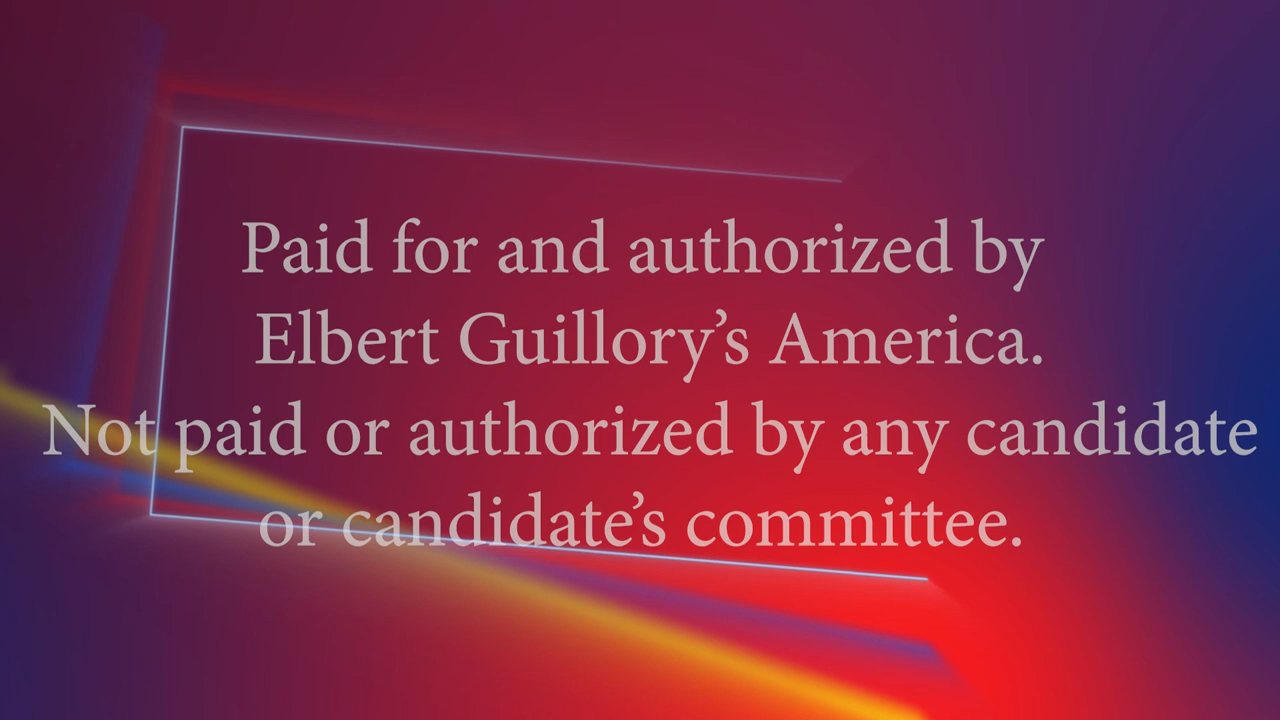 Paid for and authorized by
Elbert Guillory’s America.
Not paid or authorized by any candidate
or candidate’s committee.